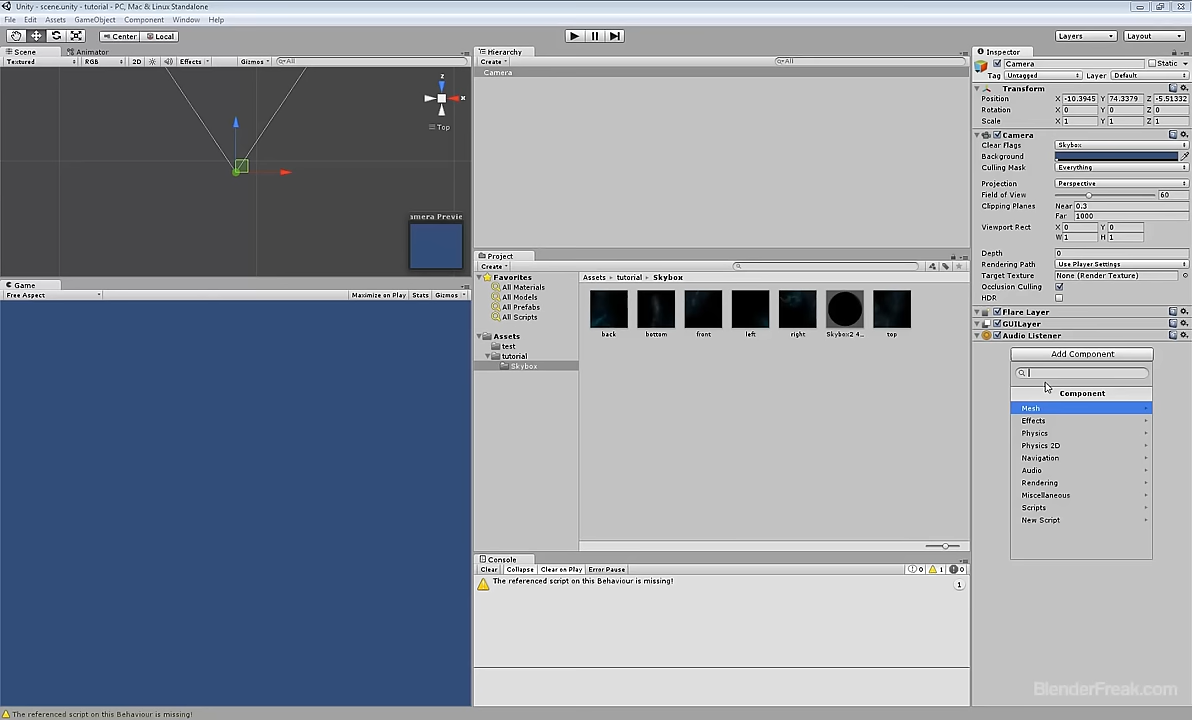 Unity - scene.unity - tutorial - PC, Mac & Linux Standalone
File Edit Assets GameObject Component Window Help
Center Local Layers Layout
Scene Animator
Textured RGB 2D Effects Gizmos All
z
x
Top
amera Previe
Game
Free Aspect Maximize on Play Stats Gizmos
Hierarchy
Create All
Camera
Project
Create
Favorites
All Materials
All Models
All Prefabs
All Scripts
Assets
test
tutorial
Skybox
Assets tutorial Skybox
back bottom front left right Skybox2 4... top
Console
Clear Collapse Clear on Play Error Pause 0 1 0
The referenced script on this Behaviour is missing! 1
Inspector
Camera Static
Tag Untagged Layer Default
Transform
Position X -10.3945 Y 74.3379 Z -5.51332
Rotation X 0 Y 0 Z 0
Scale X 1 Y 1 Z 1
Camera
Clear Flags Skybox
Background
Culling Mask Everything
Projection Perspective
Field of View 60
Clipping Planes Near 0.3
Far 1000
Viewport Rect X 0 Y 0
W 1 H 1
Depth 0
Rendering Path Use Player Settings
Target Texture None (Render Texture)
Occlusion Culling
HDR
Flare Layer
GUILayer
Audio Listener
Add Component
Component
Mesh
Effects
Physics
Physics 2D
Navigation
Audio
Rendering
Miscellaneous
Scripts
New Script
BlenderFreak.com
The referenced script on this Behaviour is missing!